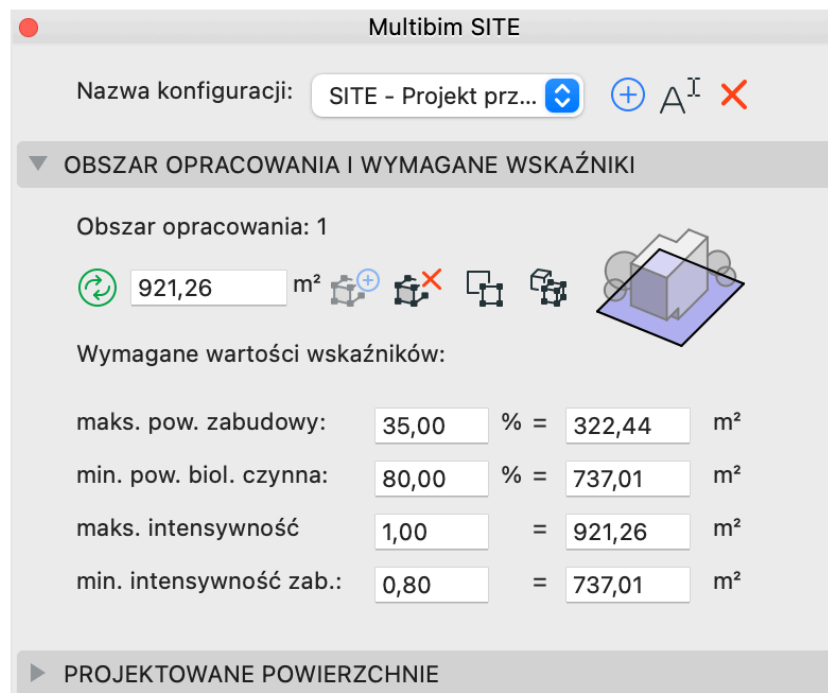 Multibim SITE
Nazwa konfiguracji: SITE - Projekt prz...
OBSZAR OPRACOWANIA I WYMAGANE WSKAŹNIKI
Obszar opracowania: 1
921,26 m²
Wymagane wartości wskaźników:
maks. pow. zabudowy: 35,00 % = 322,44 m²
min. pow. biol. czynna: 80,00 % = 737,01 m²
maks. intensywność 1,00 = 921,26 m²
min. intensywność zab.: 0,80 = 737,01 m²
PROJEKTOWANE POWIERZCHNIE